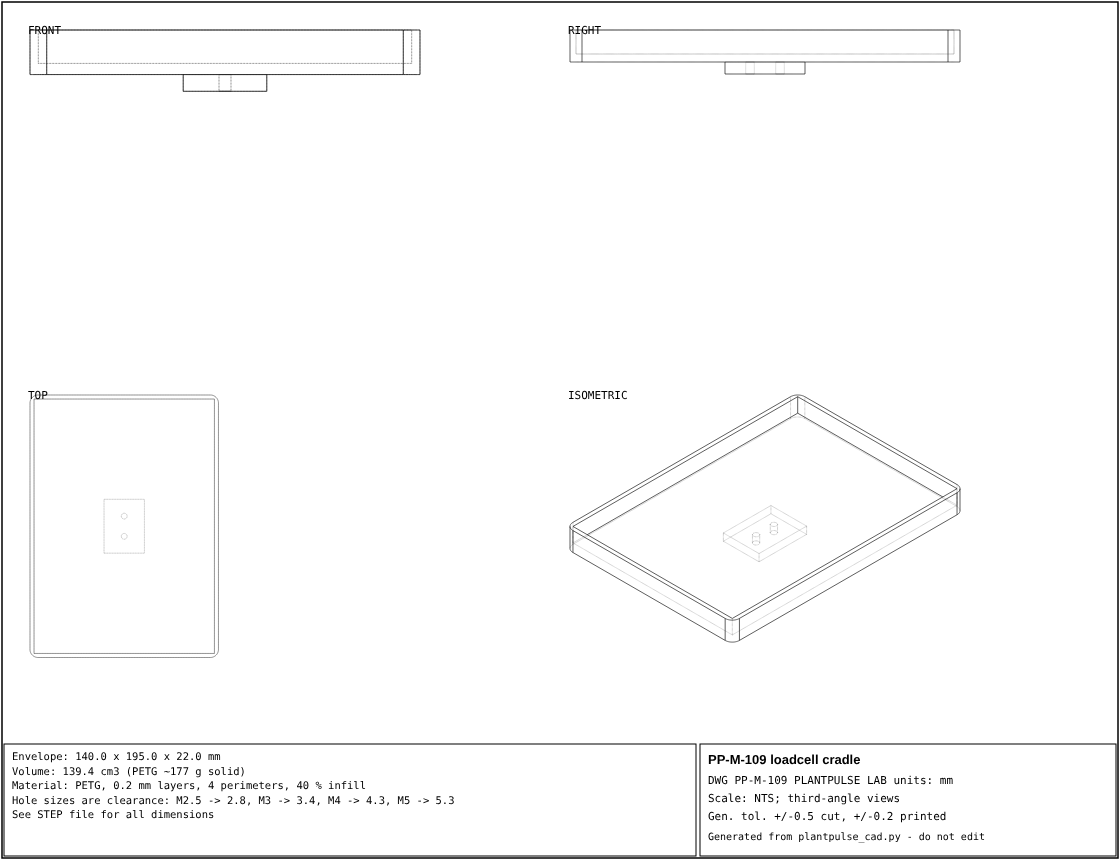 FRONT
RIGHT
TOP
ISOMETRIC
Envelope: 140.0 x 195.0 x 22.0 mm
Volume: 139.4 cm3 (PETG ~177 g solid)
Material: PETG, 0.2 mm layers, 4 perimeters, 40 % infill
Hole sizes are clearance: M2.5 -> 2.8, M3 -> 3.4, M4 -> 4.3, M5 -> 5.3
See STEP file for all dimensions
PP-M-109 loadcell cradle
DWG PP-M-109 PLANTPULSE LAB units: mm
Scale: NTS; third-angle views
Gen. tol. +/-0.5 cut, +/-0.2 printed
Generated from plantpulse_cad.py - do not edit